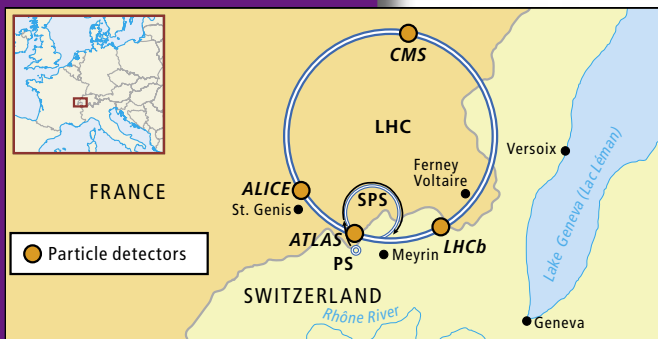 CMS
LHC
Ferney
Voltaire
Versoix
Lake Geneva (Lac Léman)
ALICE
FRANCE
St. Genis
SPS
ATLAS
LHCb
PS
Meyrin
Particle detectors
SWITZERLAND
Rhône River
Geneva